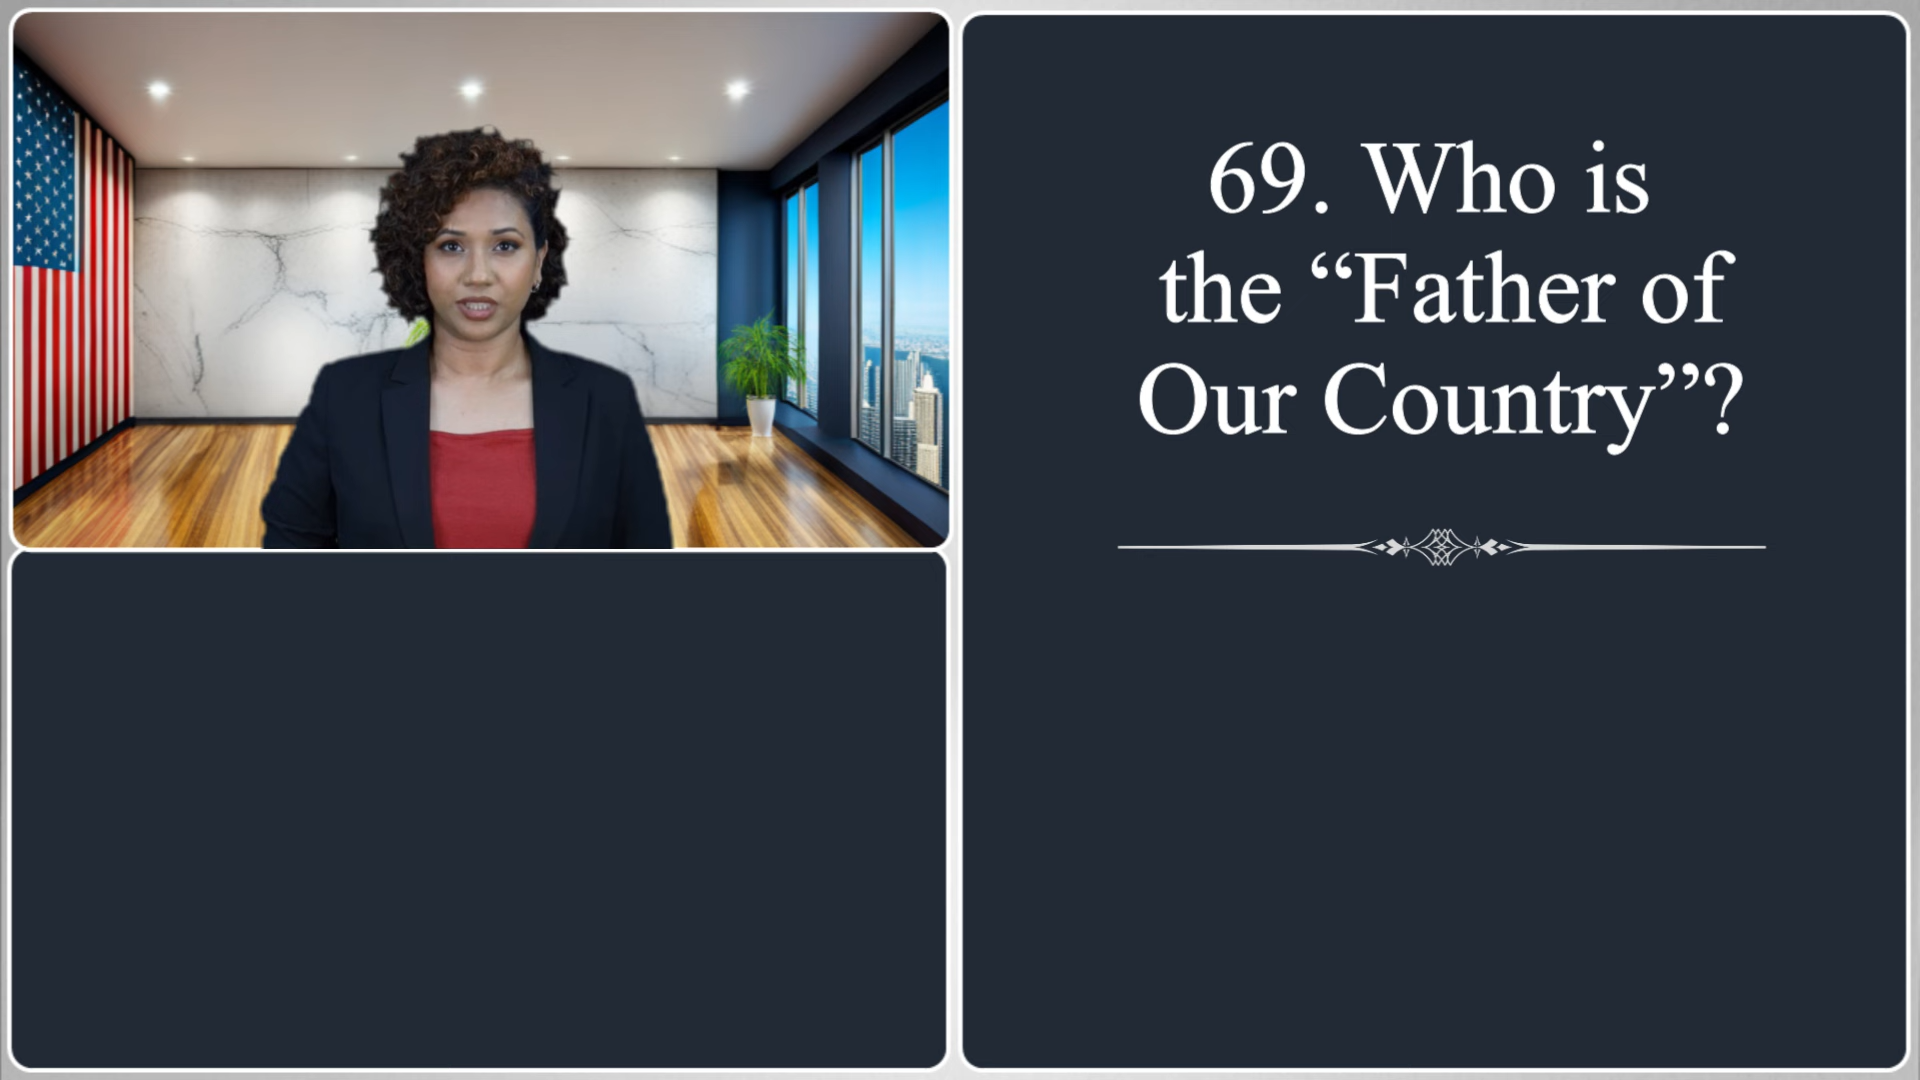 69. Who is
the “Father of
Our Country”?